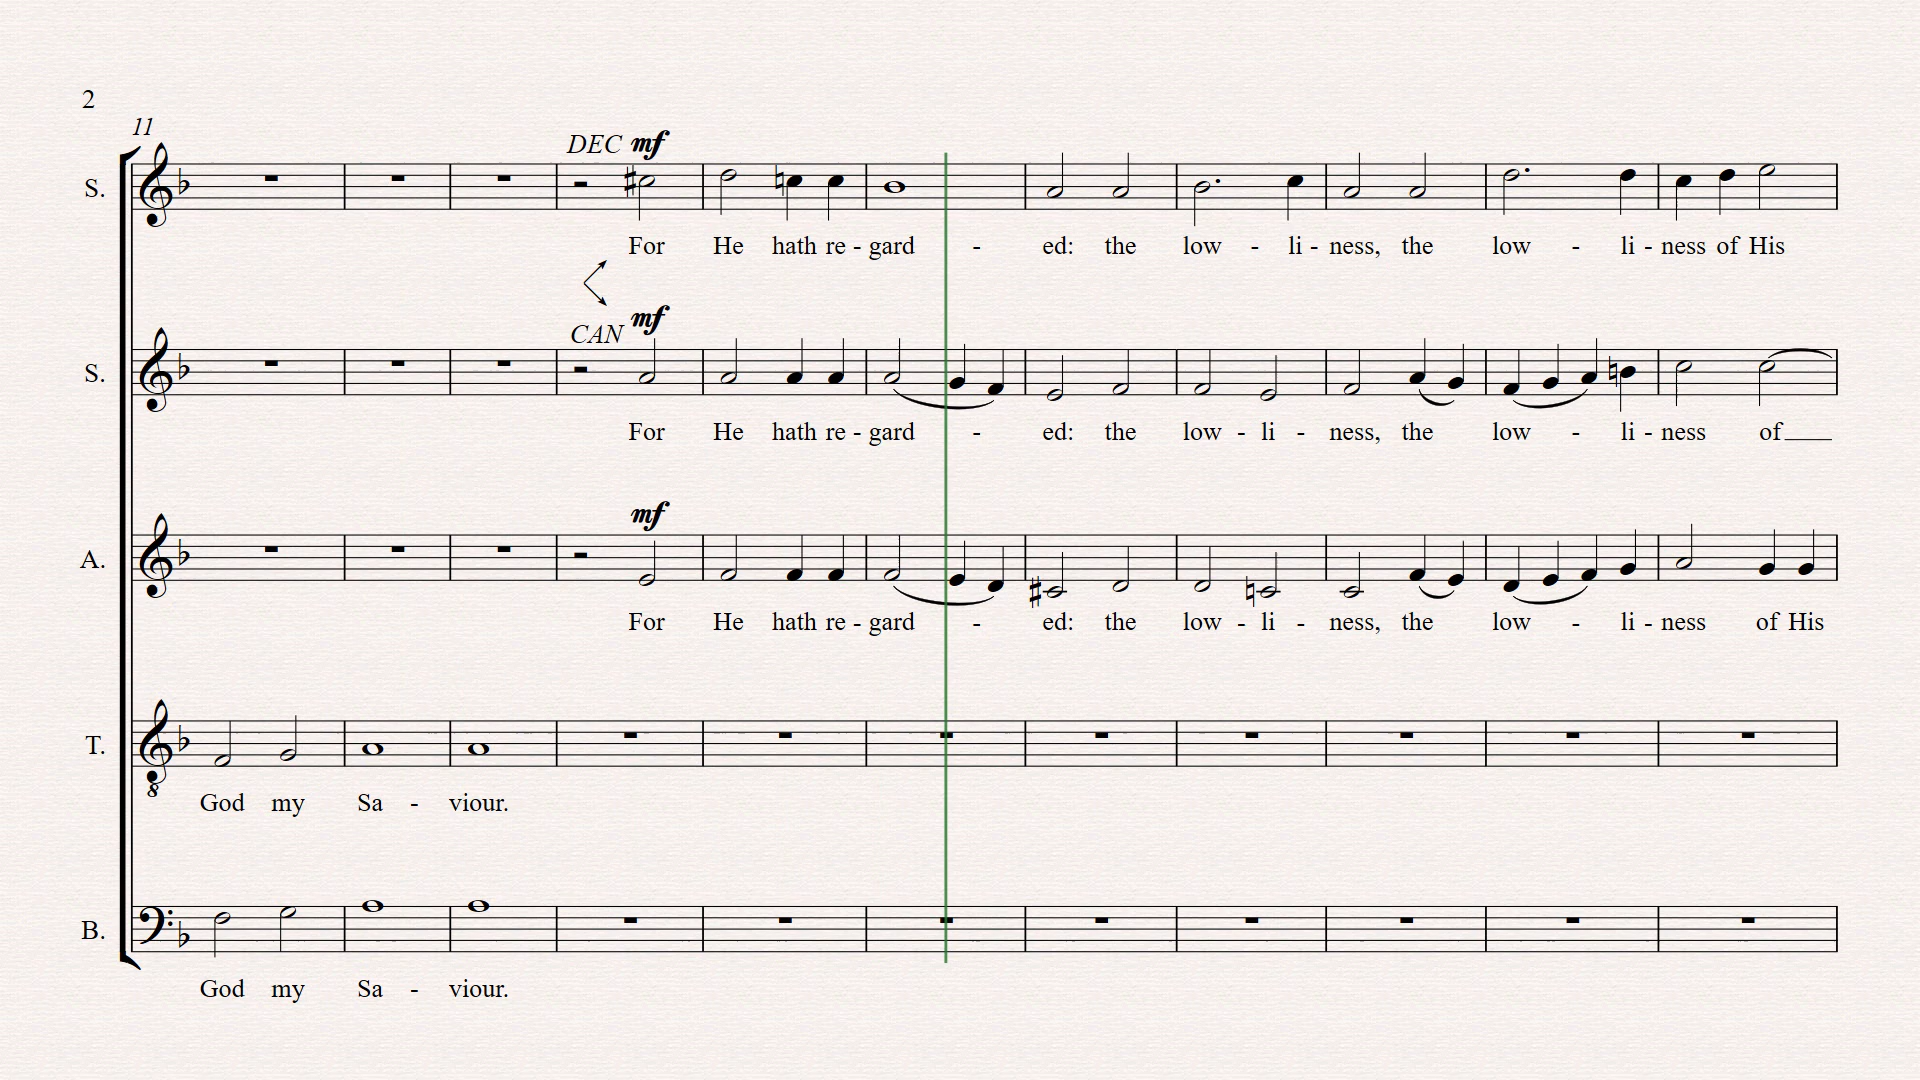 2
11
DEC mf
S.
For He hath re - gard - ed: the low - li - ness, the low - li - ness of His
mf
CAN
S.
For He hath re - gard - ed: the low - li - ness, the low - li - ness of
mf
A.
For He hath re - gard - ed: the low - li - ness, the low - li - ness of His
T.
8
God my Sa - viour.
B.
God my Sa - viour.